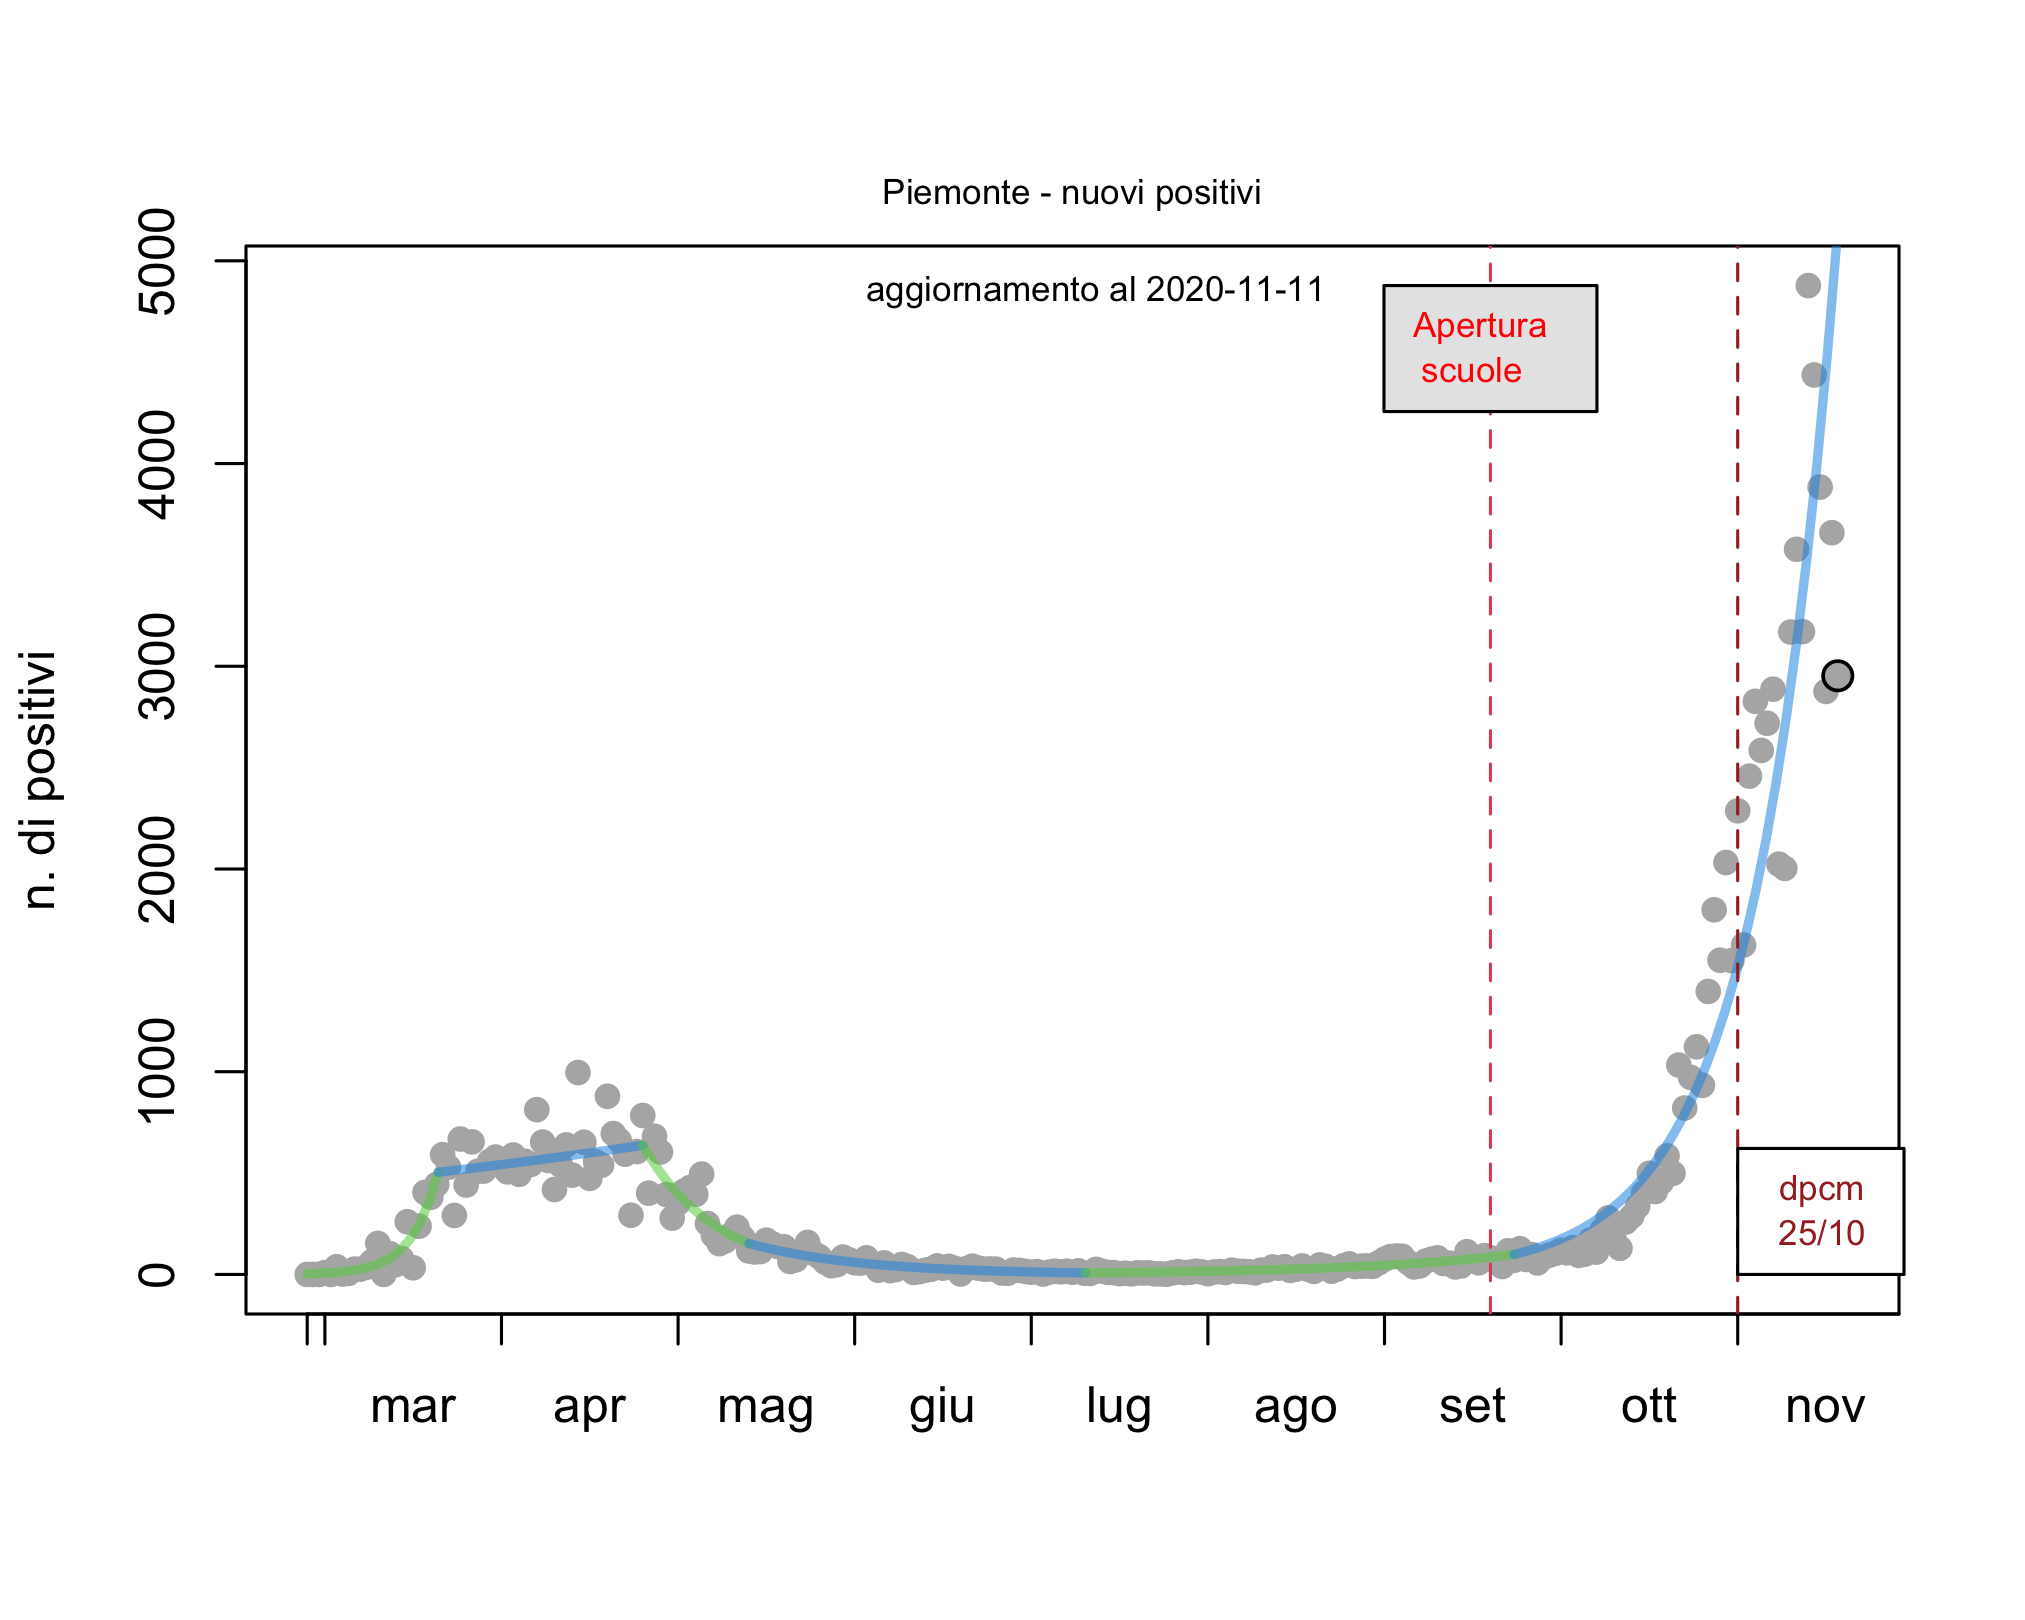 Piemonte - nuovi positivi
aggiornamento al 2020-11-11
Apertura
scuole
n. di positivi
5000
4000
3000
2000
1000
0
dpcm
25/10
mar apr mag giu lug ago set ott nov